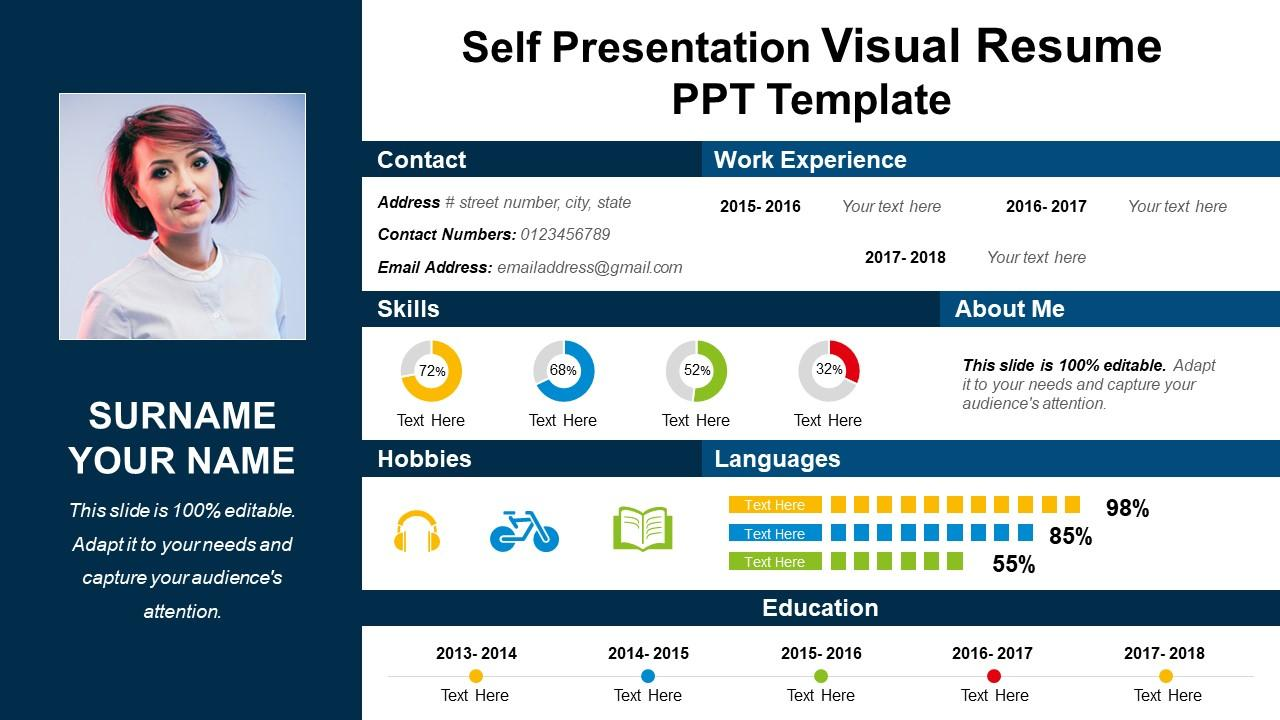 Self Presentation Visual Resume
PPT Template
SURNAME
YOUR NAME
This slide is 100% editable.
Adapt it to your needs and
capture your audience's
attention.
Contact
Address # street number, city, state
Contact Numbers: 0123456789
Email Address: emailaddress@gmail.com
Work Experience
2015- 2016 Your text here 2016- 2017 Your text here
2017- 2018 Your text here
Skills
72% 68% 52% 32%
Text Here Text Here Text Here Text Here
About Me
This slide is 100% editable. Adapt
it to your needs and capture your
audience's attention.
Hobbies
Languages
Text Here 98%
Text Here 85%
Text Here 55%
Education
2013- 2014 2014- 2015 2015- 2016 2016- 2017 2017- 2018
Text Here Text Here Text Here Text Here Text Here